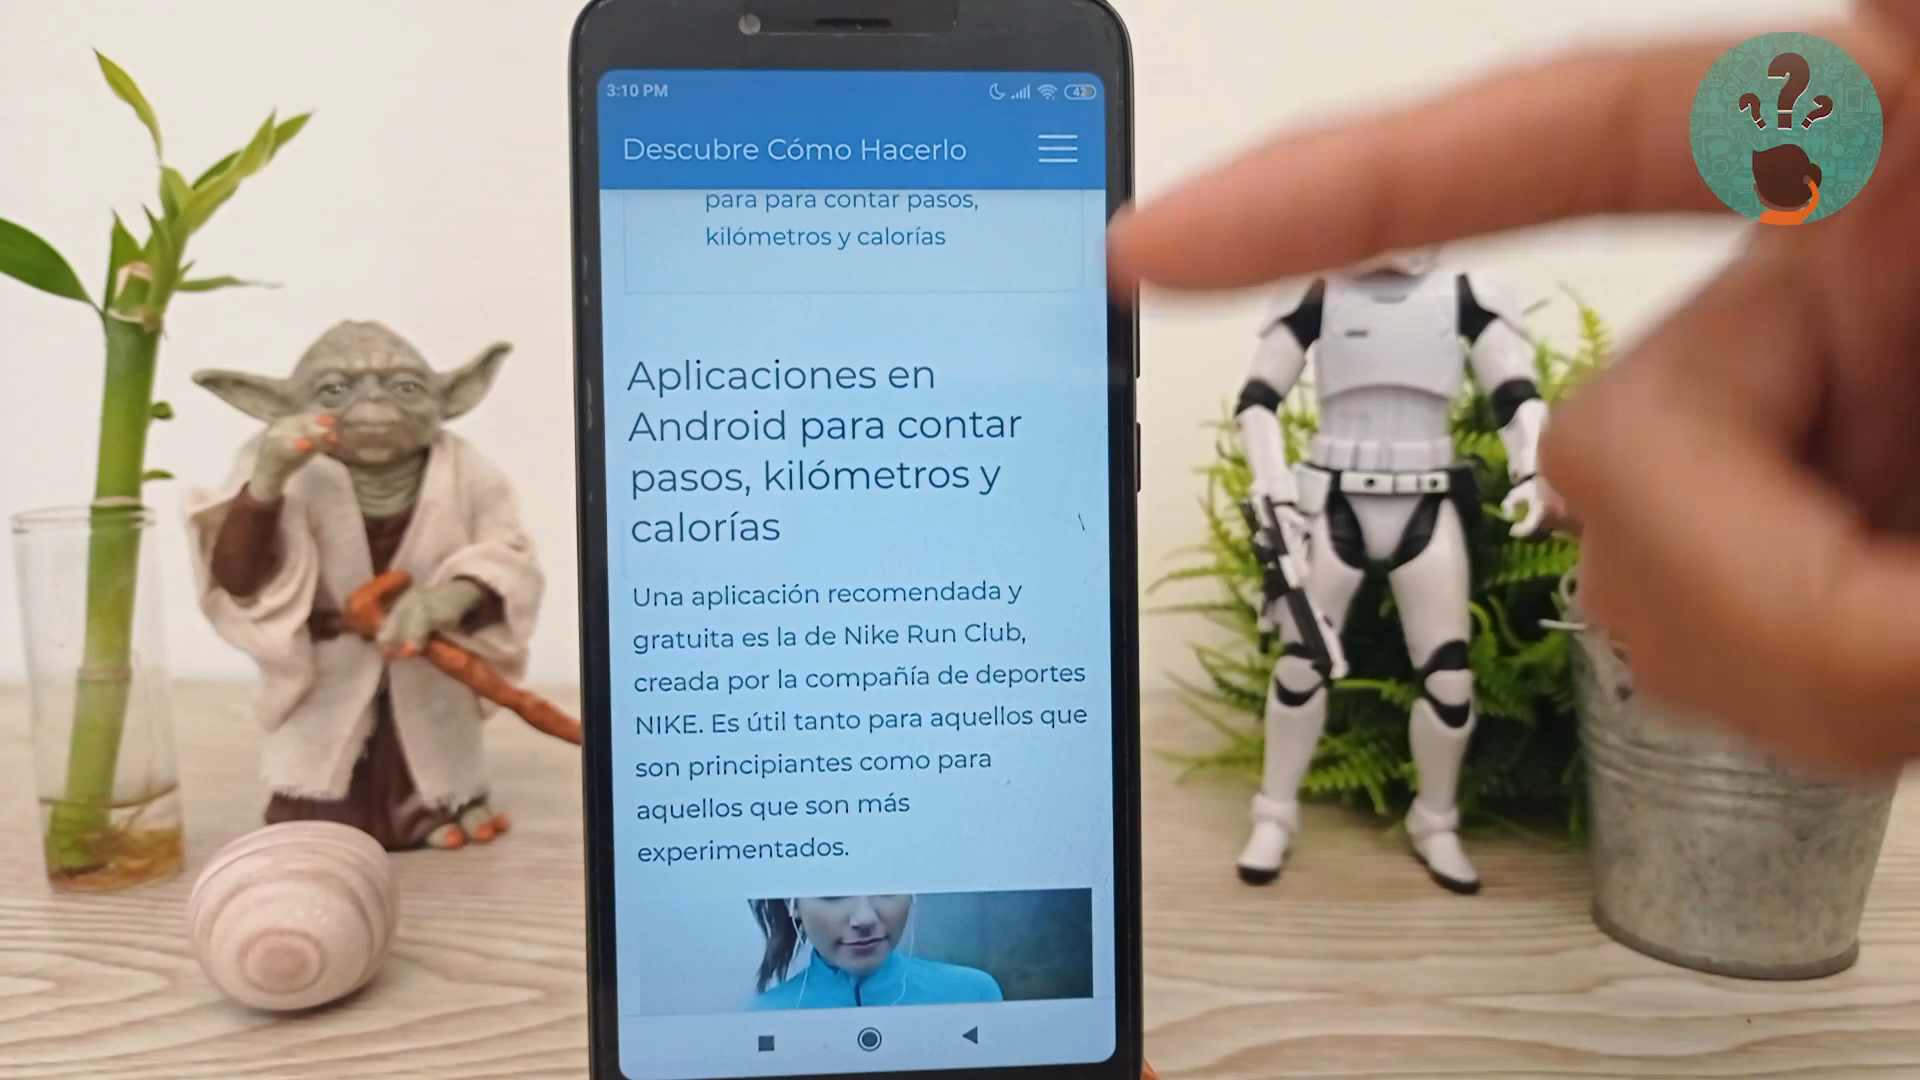 3:10 PM
42
Descubre Cómo Hacerlo
para para contar pasos,
kilómetros y calorías
Aplicaciones en
Android para contar
pasos, kilómetros y
calorías
Una aplicación recomendada y
gratuita es la de Nike Run Club,
creada por la compañía de deportes
NIKE. Es útil tanto para aquellos que
son principiantes como para
aquellos que son más
experimentados.
???